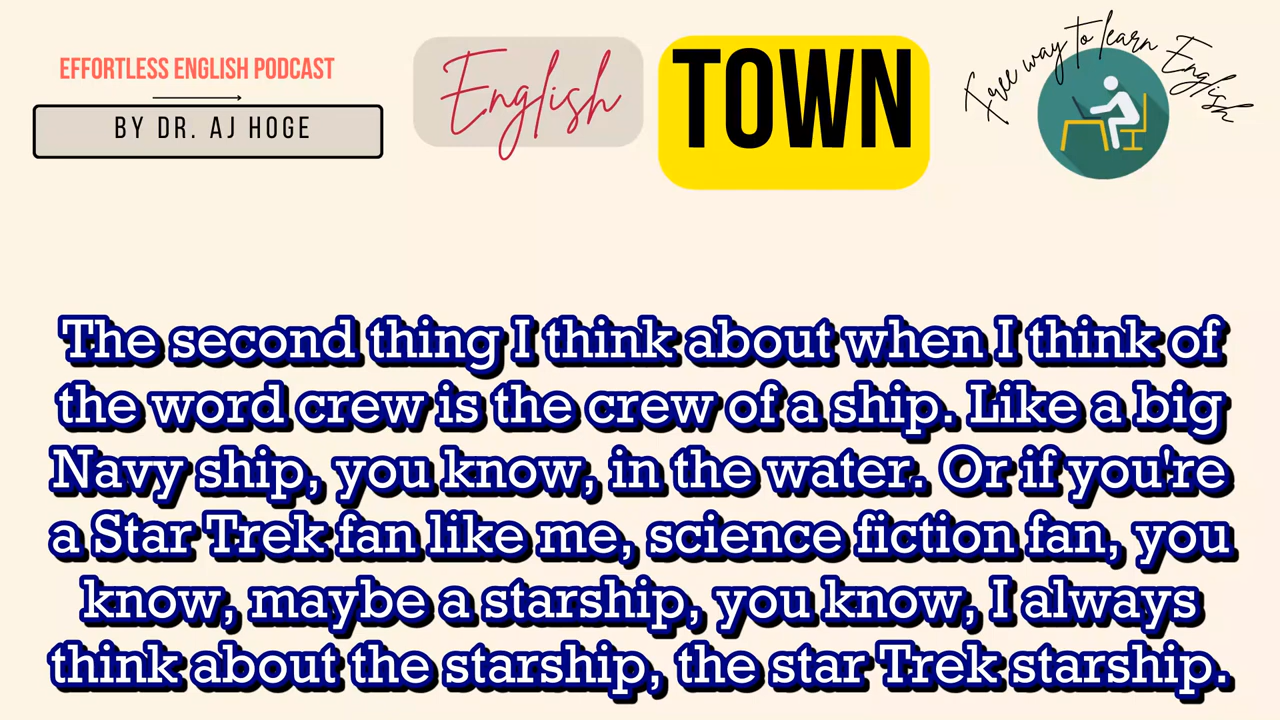 EFFORTLESS ENGLISH PODCAST
BY DR. AJ HOGE
English
TOWN
Free way to learn English
The second thing I think about when I think of
the word crew is the crew of a ship. Like a big
Navy ship, you know, in the water. Or if you're
a Star Trek fan like me, science fiction fan, you
know, maybe a starship, you know, I always
think about the starship, the star Trek starship.